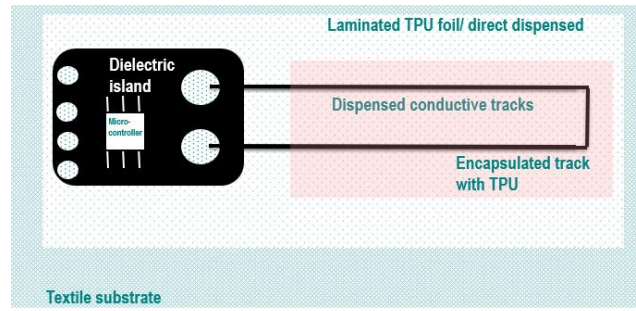 Laminated TPU foil/ direct dispensed
Dielectric
island
Micro-
controller
Dispensed conductive tracks
Encapsulated track
with TPU
Textile substrate